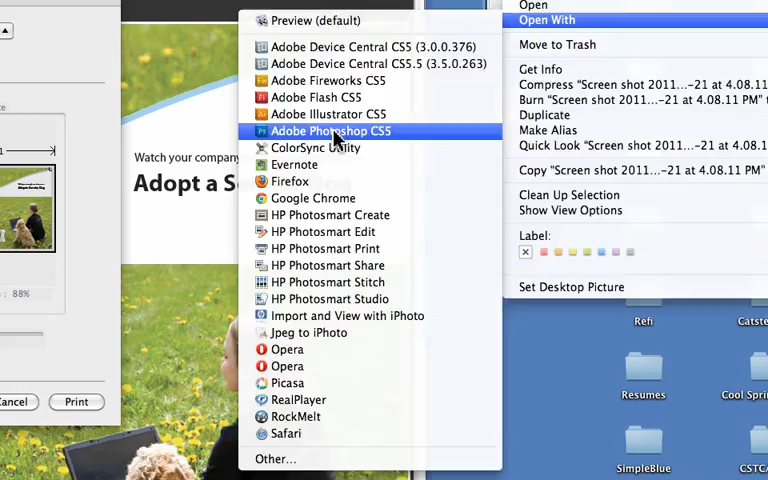 Preview (default)
Adobe Device Central CS5 (3.0.0.376)
Adobe Device Central CS5.5 (3.5.0.263)
Adobe Fireworks CS5
Adobe Flash CS5
Adobe Illustrator CS5
Adobe Photoshop CS5
ColorSync Utility
Evernote
Firefox
Google Chrome
HP Photosmart Create
HP Photosmart Edit
HP Photosmart Print
HP Photosmart Share
HP Photosmart Stitch
HP Photosmart Studio
Import and View with iPhoto
Jpeg to iPhoto
Opera
Opera
Picasa
RealPlayer
RockMelt
Safari
Other...
Open
Open With
Move to Trash
Get Info
Compress “Screen shot 2011...-21 at 4.08.11 PM”
Burn “Screen shot 2011...-21 at 4.08.11 PM” t
Duplicate
Make Alias
Quick Look “Screen shot 2011...-21 at 4.08.11
Copy “Screen shot 2011...-21 at 4.08.11 PM”
Clean Up Selection
Show View Options
Label:
Set Desktop Picture
Watch your company
Adopt a S
: 88%
Cancel
Print
Refi
Catste
Resumes
Cool Sprin
SimpleBlue
CSTCA